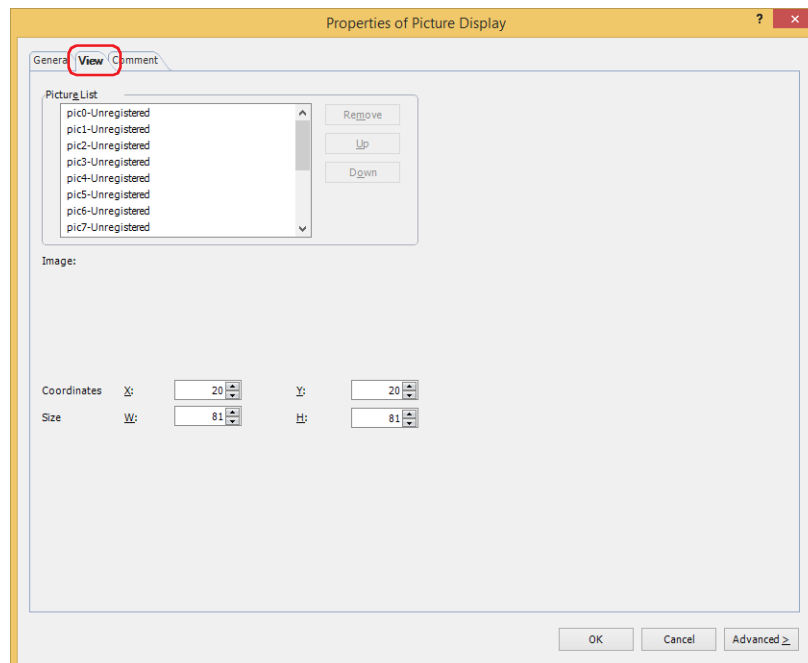 Properties of Picture Display
? ×
General View Comment
Picture List
pic0-Unregistered
pic1-Unregistered
pic2-Unregistered
pic3-Unregistered
pic4-Unregistered
pic5-Unregistered
pic6-Unregistered
pic7-Unregistered
Remove
Up
Down
Image:
Coordinates X: 20 Y: 20
Size W: 81 H: 81
OK Cancel Advanced >